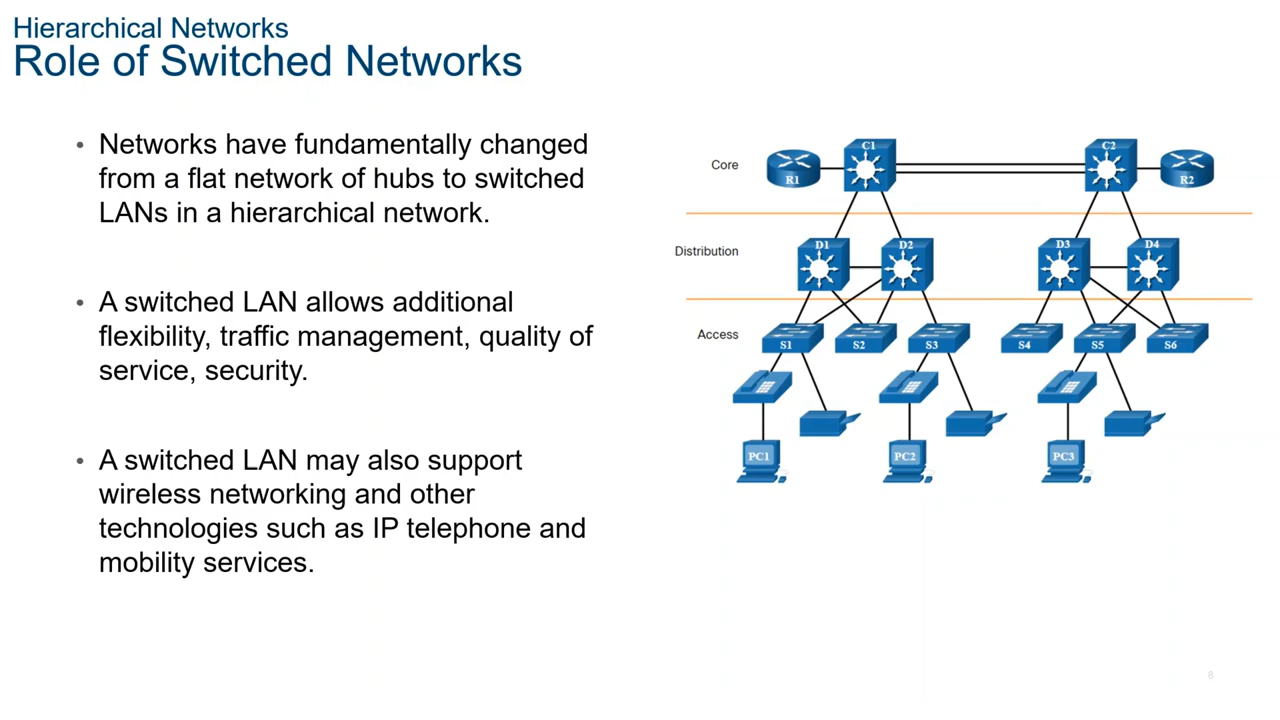 Hierarchical Networks
Role of Switched Networks
• Networks have fundamentally changed
from a flat network of hubs to switched
LANs in a hierarchical network.
• A switched LAN allows additional
flexibility, traffic management, quality of
service, security.
• A switched LAN may also support
wireless networking and other
technologies such as IP telephone and
mobility services.
Core
R1
C1
C2
R2
Distribution
D1
D2
D3
D4
Access
S1
S2
S3
S4
S5
S6
PC1
PC2
PC3
8